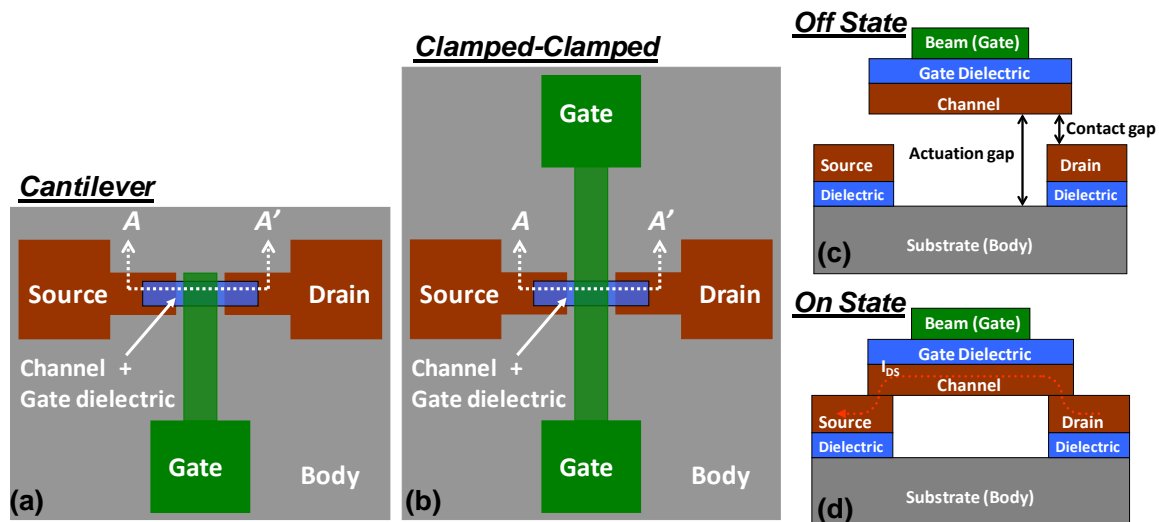 Cantilever
A A'
Source
Drain
Channel +
Gate dielectric
Gate
Body
(a)
Clamped-Clamped
Gate
A A'
Source
Drain
Channel +
Gate dielectric
Gate
Body
(b)
Off State
Beam (Gate)
Gate Dielectric
Channel
Contact gap
Actuation gap
Source
Drain
Dielectric
Dielectric
(c)
Substrate (Body)
On State
Beam (Gate)
Gate Dielectric
IDS
Channel
Source
Drain
Dielectric
Dielectric
Substrate (Body)
(d)